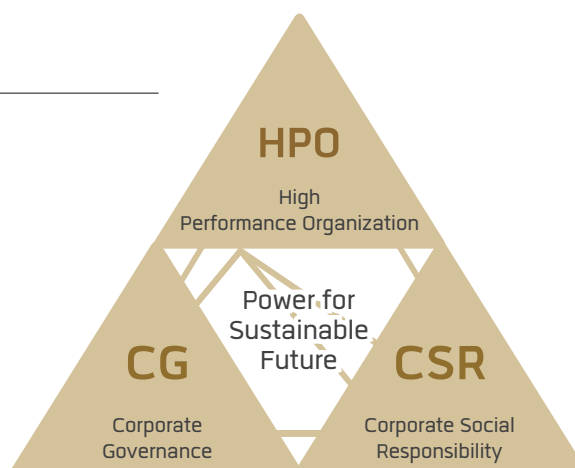 HPO
High
Performance Organization
Power for
Sustainable
Future
CG
Corporate
Governance
CSR
Corporate Social
Responsibility